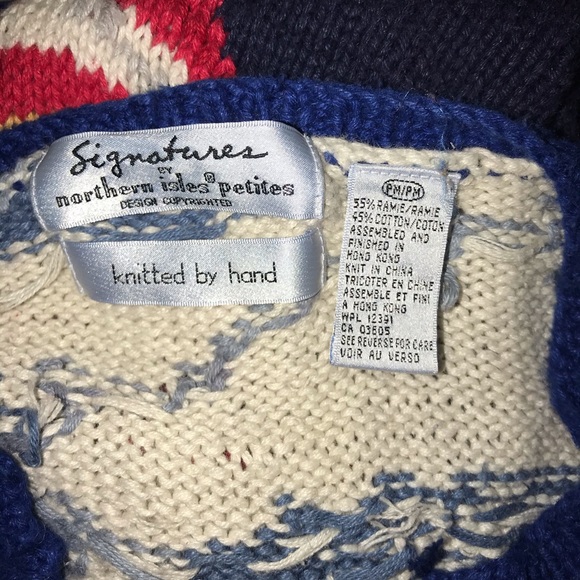 Signatures
BY
northern isles® petites
DESIGN COPYRIGHTED
knitted by hand
PM/PM
55% RAMIE/RAMIE
45% COTTON/COTON
ASSEMBLED AND
FINISHED IN
HONG KONG
KNIT IN CHINA
TRICOTER EN CHINE
ASSEMBLE ET FINI
A HONG KONG
WPL 12391
CA 03605
SEE REVERSE FOR CARE
VOIR AU VERSO